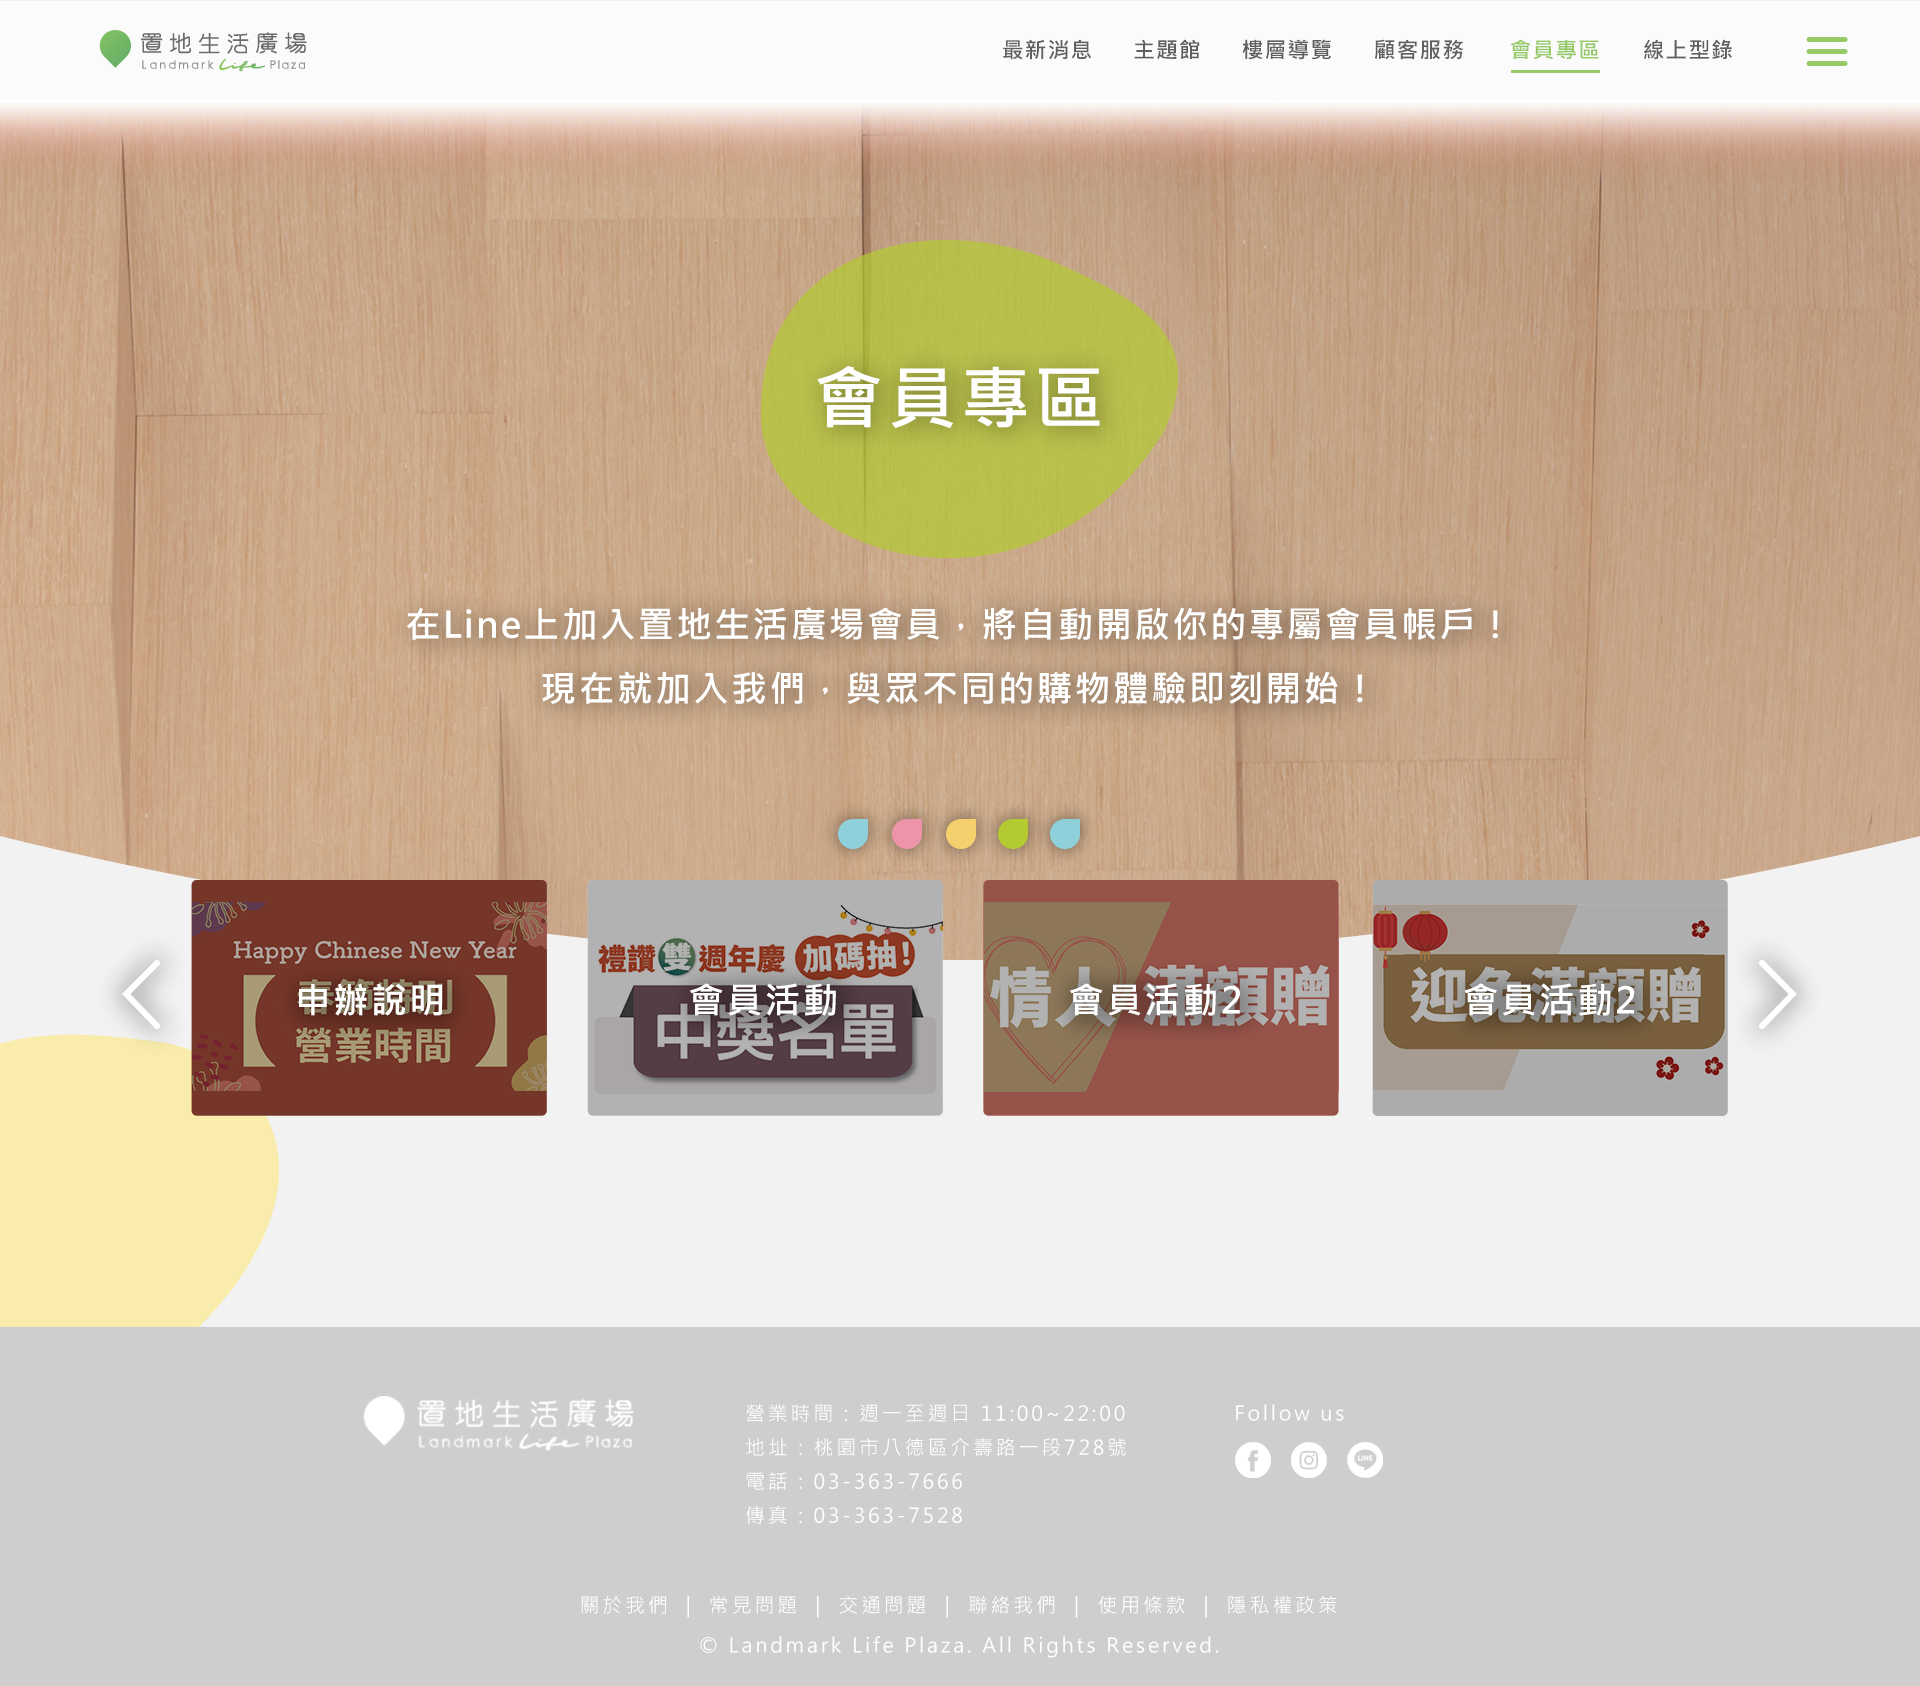 置地生活廣場
Landmark Life Plaza
最新消息 主題館 樓層導覽 顧客服務 會員專區 線上型錄
會員專區
在Line上加入置地生活廣場會員，將自動開啟你的專屬會員帳戶！
現在就加入我們，與眾不同的購物體驗即刻開始！
Happy Chinese New Year
申辦說明
【營業時間】
禮讚雙週年慶 加碼抽!
會員活動
中獎名單
情人 滿額贈
會員活動2
迎兔滿額贈
會員活動2
置地生活廣場
Landmark Life Plaza
營業時間：週一至週日 11:00~22:00
地址：桃園市八德區介壽路一段728號
電話：03-363-7666
傳真：03-363-7528
Follow us
LINE
關於我們 | 常見問題 | 交通問題 | 聯絡我們 | 使用條款 | 隱私權政策
© Landmark Life Plaza. All Rights Reserved.